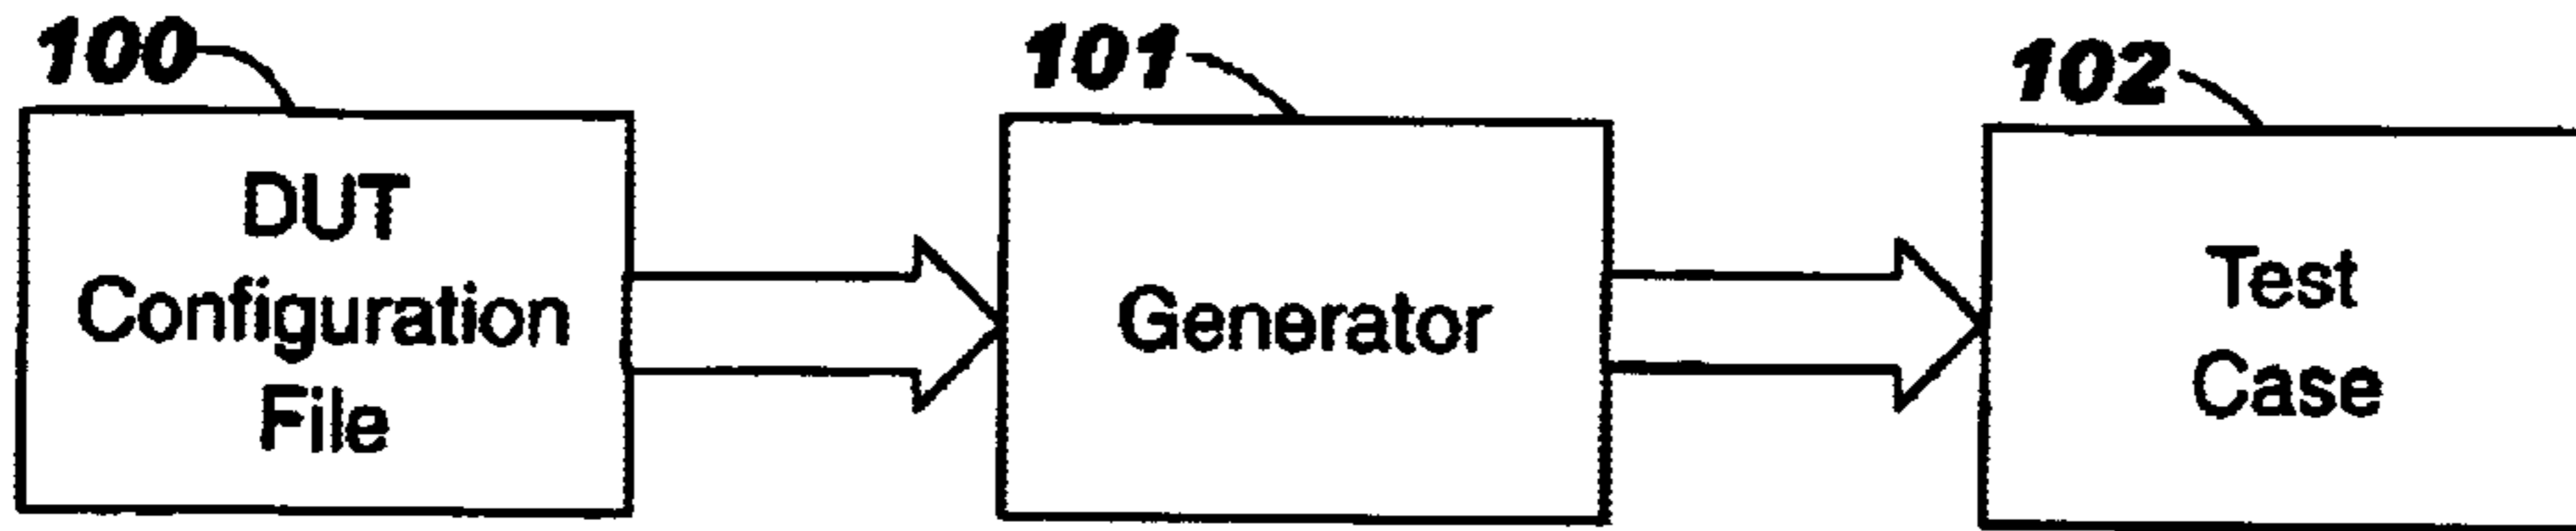 100
DUT
Configuration
File
101
Generator
102
Test
Case